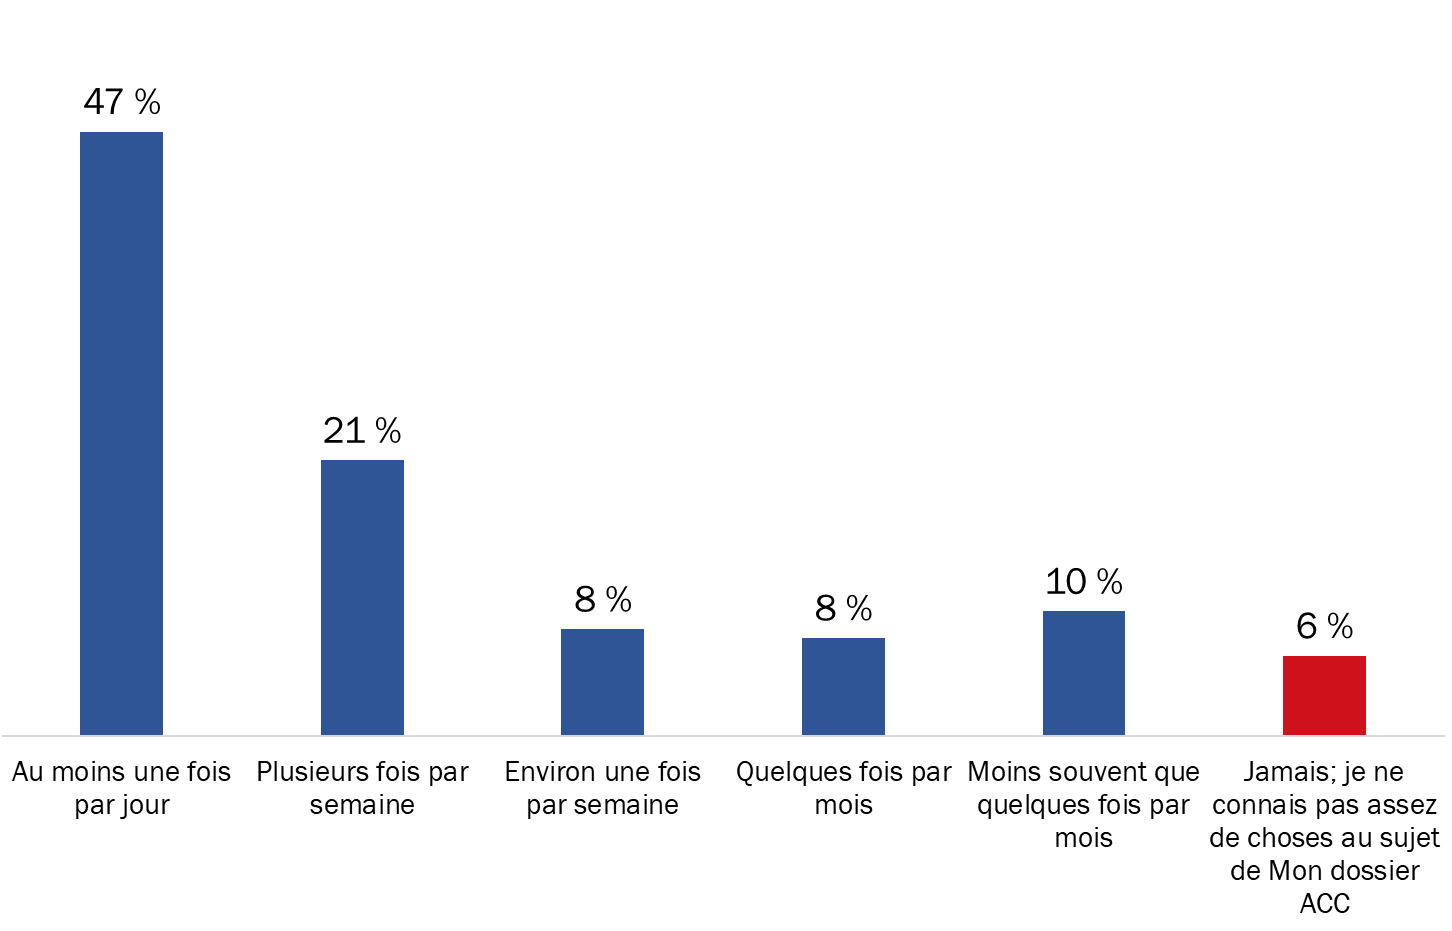 47 %
21 %
8 %
8 %
10 %
6 %
Au moins une fois
par jour
Plusieurs fois par
semaine
Environ une fois
par semaine
Quelques fois par
mois
Moins souvent que
quelques fois par
mois
Jamais; je ne
connais pas assez
de choses au sujet
de Mon dossier
ACC